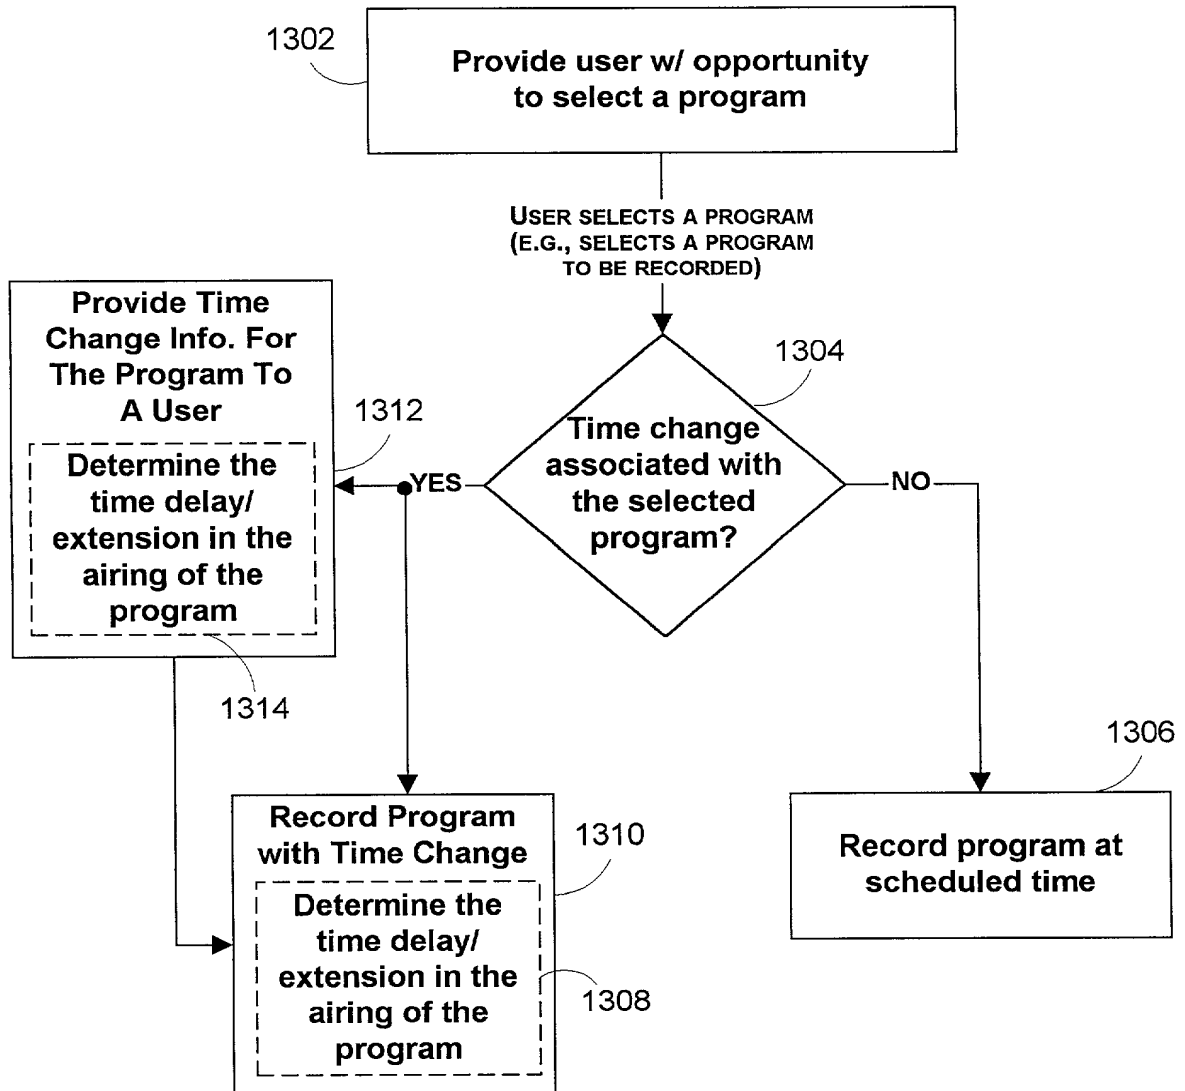 1302
Provide user w/ opportunity
to select a program
USER SELECTS A PROGRAM
(E.G., SELECTS A PROGRAM
TO BE RECORDED)
Provide Time
Change Info. For
The Program To
A User
1312
Determine the
time delay/
extension in the
airing of the
program
1314
1304
Time change
associated with
the selected
program?
YES
NO
1306
Record program at
scheduled time
Record Program
with Time Change
1310
Determine the
time delay/
extension in the
airing of the
program
1308